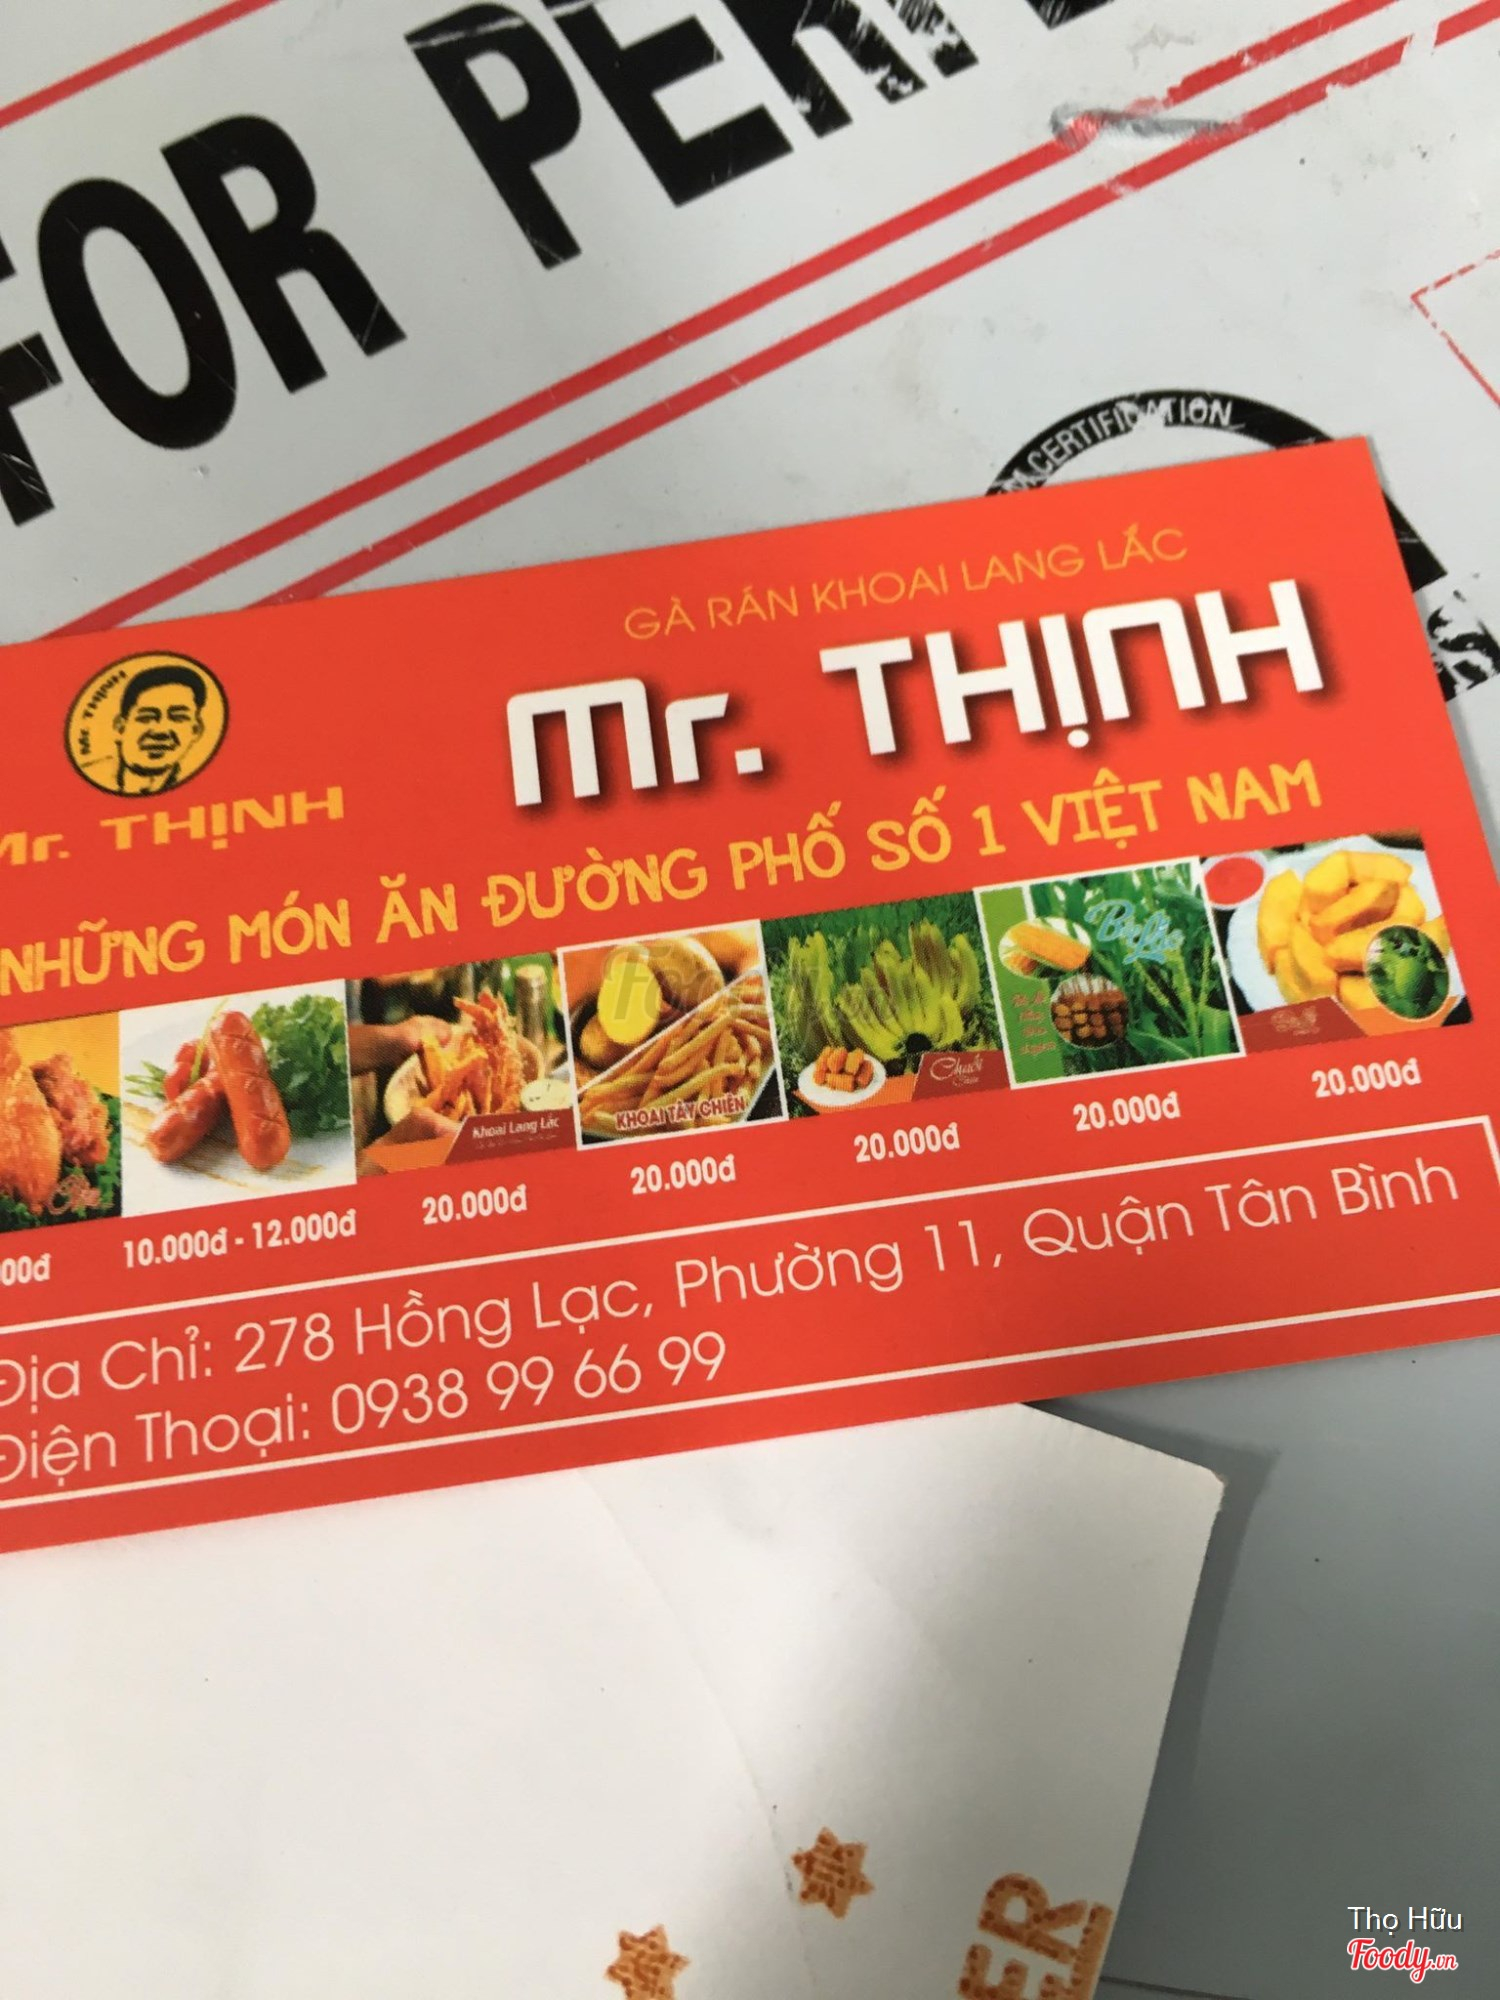 FOR
CERTIFICATION
GÀ RÁN KHOAI LANG LẮC
Mr. THỊNH
Mr. THỊNH
Mr. THỊNH
NHỮNG MÓN ĂN ĐƯỜNG PHỐ SỐ 1 VIỆT NAM
Khoai Lang Lắc
KHOAI TÂY CHIÊN
Chuối
00đ
10.000đ - 12.000đ
20.000đ
20.000đ
20.000đ
20.000đ
20.000đ
Địa Chỉ: 278 Hồng Lạc, Phường 11, Quận Tân Bình
Điện Thoại: 0938 99 66 99
ER
Thọ Hữu
Foody.vn